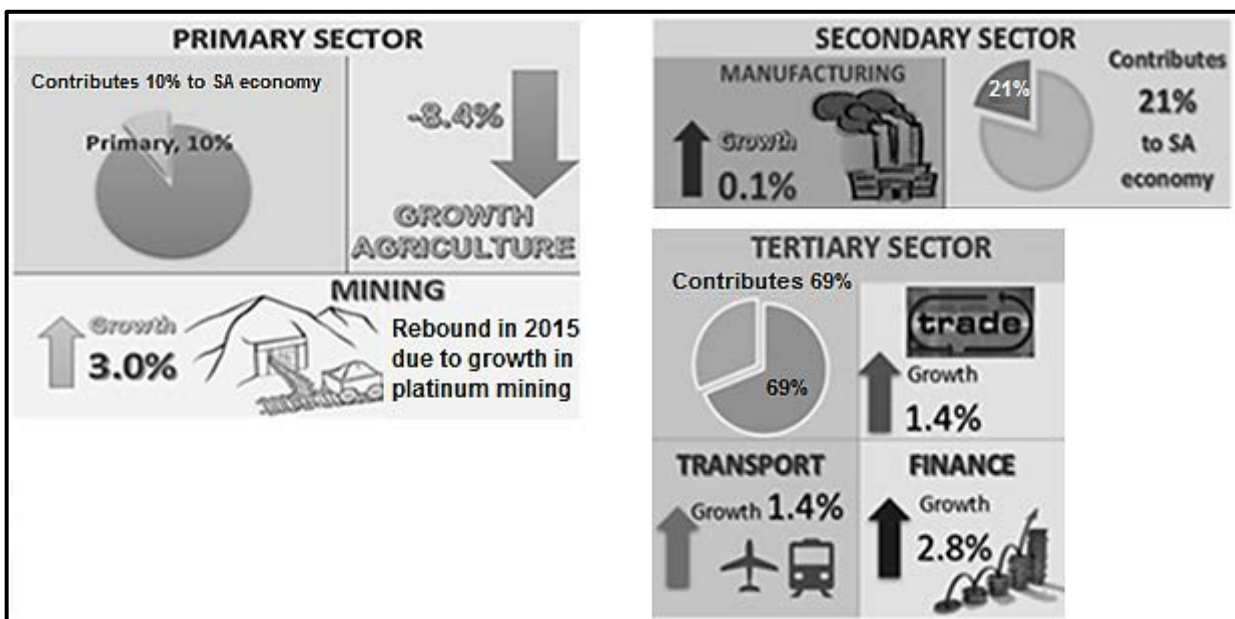 PRIMARY SECTOR
Contributes 10% to SA economy
Primary, 10%
-8.4%
GROWTH
AGRICULTURE
MINING
Growth
3.0%
Rebound in 2015
due to growth in
platinum mining
SECONDARY SECTOR
MANUFACTURING
Growth
0.1%
21%
Contributes
21%
to SA
economy
TERTIARY SECTOR
Contributes 69%
69%
trade
Growth
1.4%
TRANSPORT
Growth 1.4%
FINANCE
Growth
2.8%